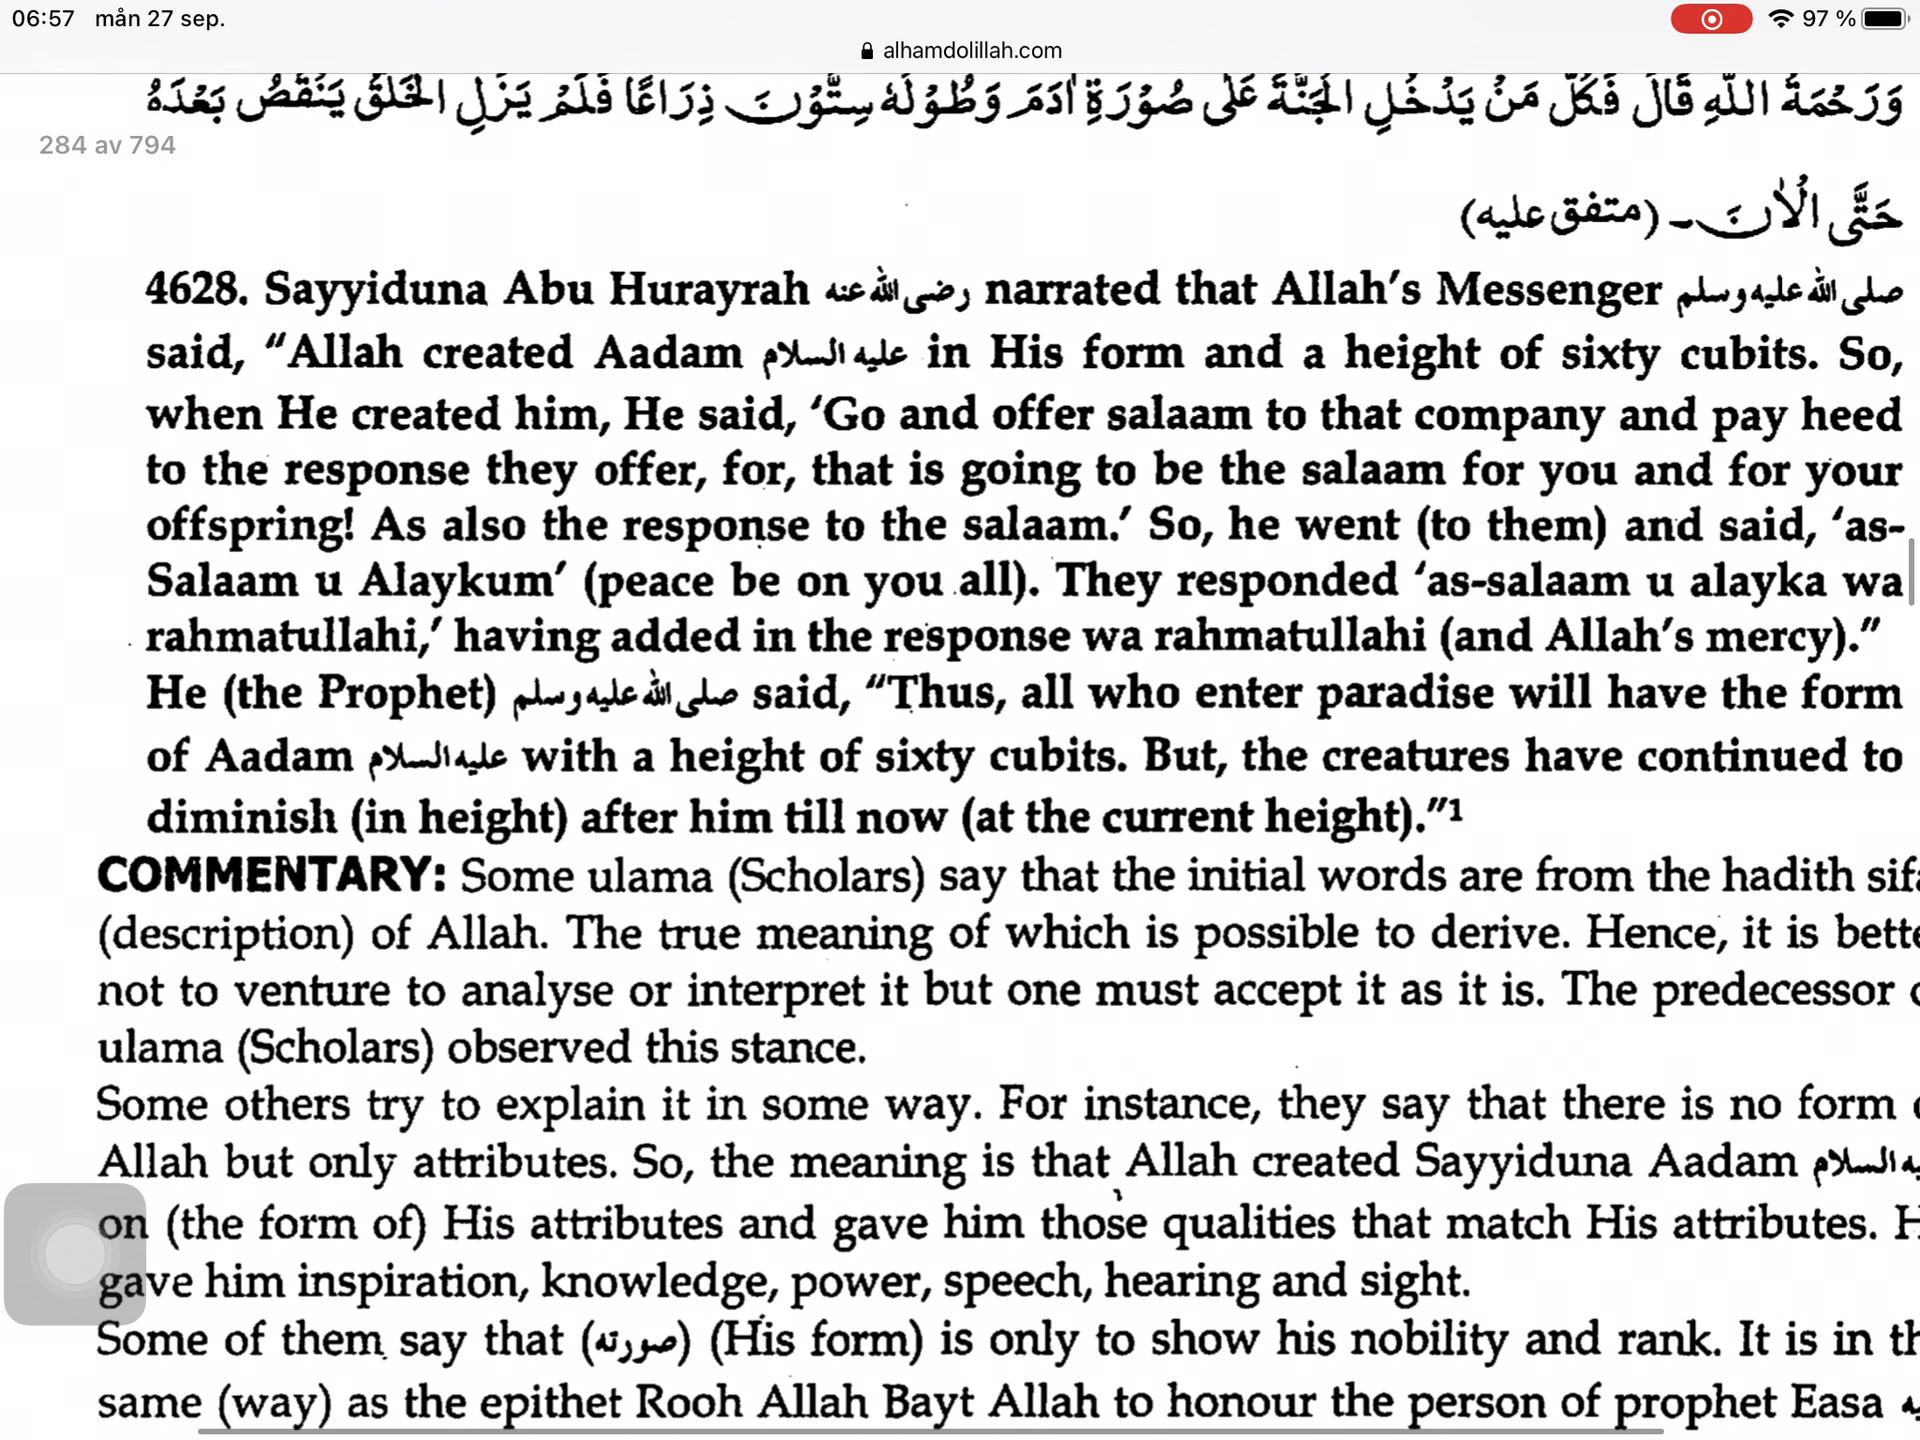 06:57 mån 27 sep.
97 %
alhamdolillah.com
وَرَحْمَةُ اللّٰهِ قَالَ فَكُلُّ مَنْ يَدْخُلِ الْجَنَّةَ عَلٰى صُوْرَةِ اٰدَمَ وَطُوْلُهٗ سِتُّوْنَ ذِرَاعًا فَلَمْ يَزَلِ الْخَلْقُ يَنْقُصُ بَعْدَهٗ
284 av 794
حَتَّى الْاٰنَ۔ (متفق علیه)
4628. Sayyiduna Abu Hurayrah رضی الله عنه narrated that Allah's Messenger صلى الله عليه وسلم
said, "Allah created Aadam عليه السلام in His form and a height of sixty cubits. So,
when He created him, He said, 'Go and offer salaam to that company and pay heed
to the response they offer, for, that is going to be the salaam for you and for your
offspring! As also the response to the salaam.' So, he went (to them) and said, 'as-
Salaam u Alaykum' (peace be on you all). They responded 'as-salaam u alayka wa
rahmatullahi,' having added in the response wa rahmatullahi (and Allah's mercy)."
He (the Prophet) صلى الله عليه وسلم said, "Thus, all who enter paradise will have the form
of Aadam عليه السلام with a height of sixty cubits. But, the creatures have continued to
diminish (in height) after him till now (at the current height)."1
COMMENTARY: Some ulama (Scholars) say that the initial words are from the hadith
(description) of Allah. The true meaning of which is possible to derive. Hence, it is
not to venture to analyse or interpret it but one must accept it as it is. The predecessor
ulama (Scholars) observed this stance.
Some others try to explain it in some way. For instance, they say that there is no form
Allah but only attributes. So, the meaning is that Allah created Sayyiduna Aadam السلام
on (the form of) His attributes and gave him those qualities that match His attributes.
gave him inspiration, knowledge, power, speech, hearing and sight.
Some of them say that (صورته) (His form) is only to show his nobility and rank. It is in
same (way) as the epithet Rooh Allah Bayt Allah to honour the person of prophet Easa